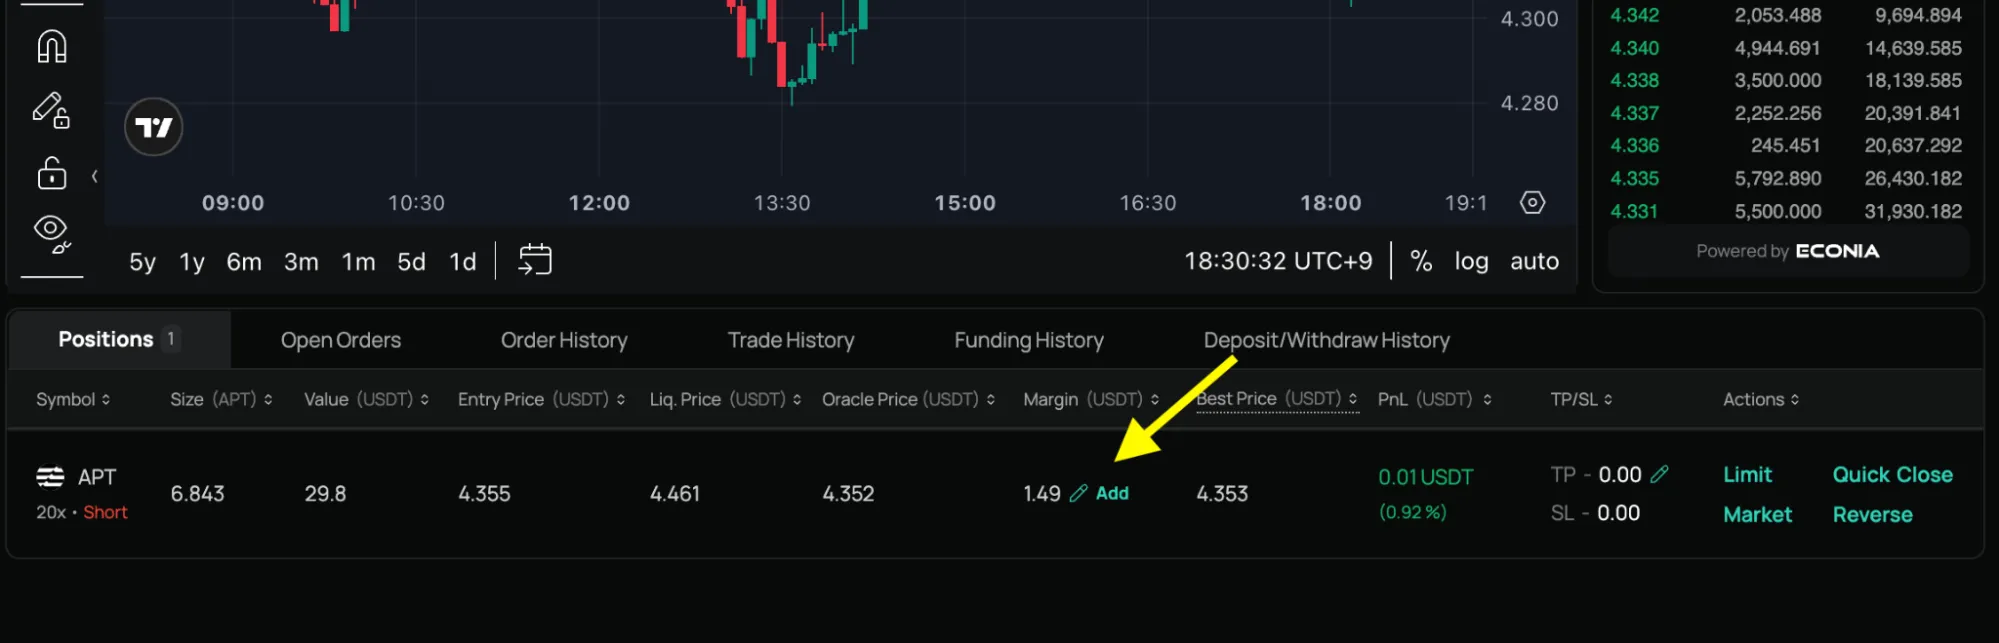 4.300
4.280
09:00 10:30 12:00 13:30 15:00 16:30 18:00 19:1
5y 1y 6m 3m 1m 5d 1d
18:30:32 UTC+9 % log auto
4.342 2,053.488 9,694.894
4.340 4,944.691 14,639.585
4.338 3,500.000 18,139.585
4.337 2,252.256 20,391.841
4.336 245.451 20,637.292
4.335 5,792.890 26,430.182
4.331 5,500.000 31,930.182
Powered by ECONIA
Positions 1 Open Orders Order History Trade History Funding History Deposit/Withdraw History
Symbol Size (APT) Value (USDT) Entry Price (USDT) Liq. Price (USDT) Oracle Price (USDT) Margin (USDT) Best Price (USDT) PnL (USDT) TP/SL Actions
APT
20x • Short
6.843 29.8 4.355 4.461 4.352 1.49 Add 4.353
0.01 USDT
(0.92 %)
TP - 0.00
SL - 0.00
Limit Quick Close
Market Reverse